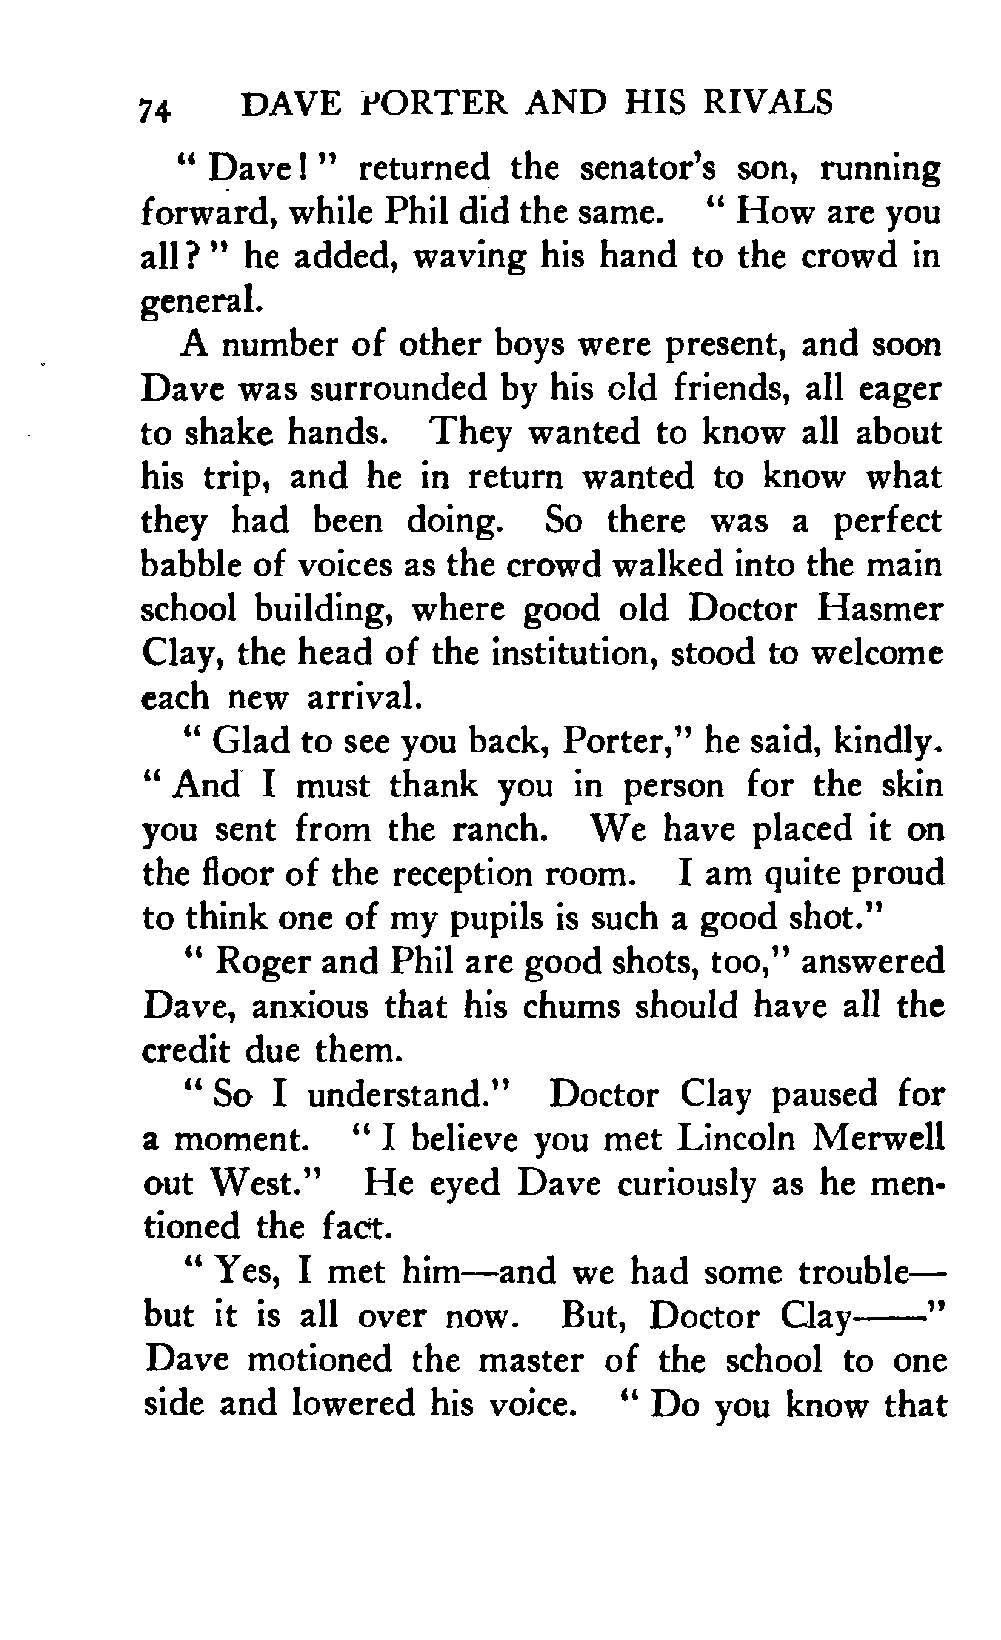 74 DAVE PORTER AND HIS RIVALS
" Dave! " returned the senator's son, running
forward, while Phil did the same. " How are you
all? " he added, waving his hand to the crowd in
general.
A number of other boys were present, and soon
Dave was surrounded by his old friends, all eager
to shake hands. They wanted to know all about
his trip, and he in return wanted to know what
they had been doing. So there was a perfect
babble of voices as the crowd walked into the main
school building, where good old Doctor Hasmer
Clay, the head of the institution, stood to welcome
each new arrival.
" Glad to see you back, Porter," he said, kindly.
" And I must thank you in person for the skin
you sent from the ranch. We have placed it on
the floor of the reception room. I am quite proud
to think one of my pupils is such a good shot."
" Roger and Phil are good shots, too," answered
Dave, anxious that his chums should have all the
credit due them.
" So I understand." Doctor Clay paused for
a moment. " I believe you met Lincoln Merwell
out West." He eyed Dave curiously as he men-
tioned the fact.
" Yes, I met him—and we had some trouble—
but it is all over now. But, Doctor Clay——"
Dave motioned the master of the school to one
side and lowered his voice. " Do you know that